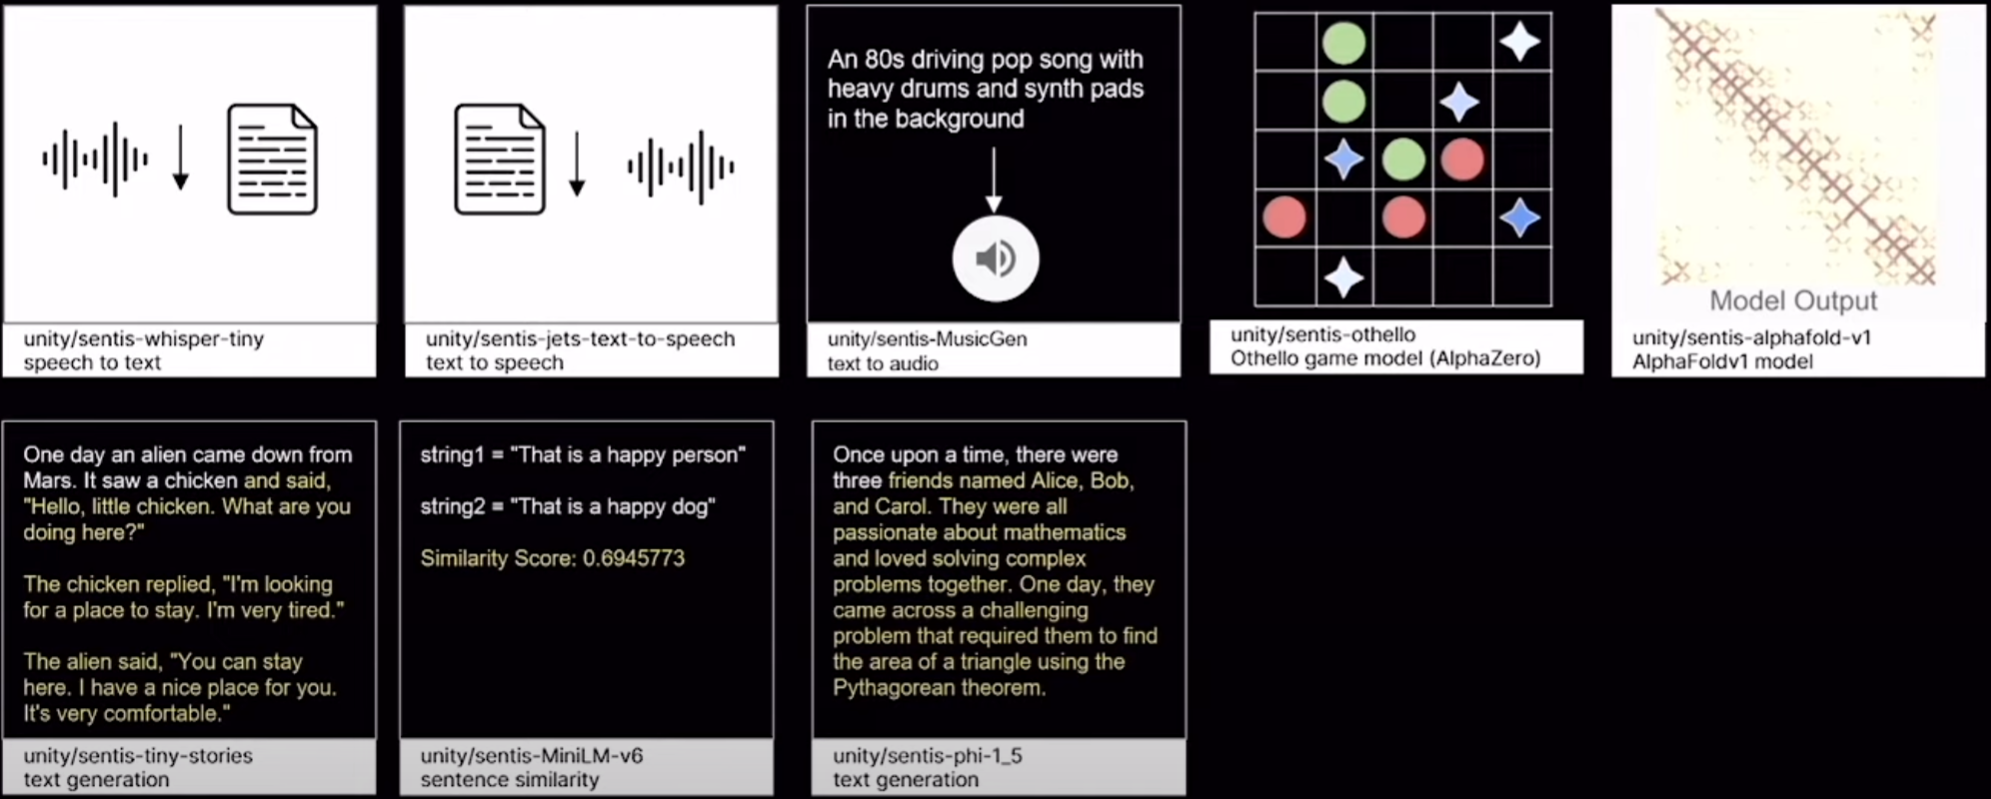 An 80s driving pop song with
heavy drums and synth pads
in the background
Model Output
unity/sentis-whisper-tiny
speech to text
unity/sentis-jets-text-to-speech
text to speech
unity/sentis-MusicGen
text to audio
unity/sentis-othello
Othello game model (AlphaZero)
unity/sentis-alphafold-v1
AlphaFoldv1 model
One day an alien came down from
Mars. It saw a chicken and said,
"Hello, little chicken. What are you
doing here?"
The chicken replied, "I'm looking
for a place to stay. I'm very tired."
The alien said, "You can stay
here. I have a nice place for you.
It's very comfortable."
unity/sentis-tiny-stories
text generation
string1 = "That is a happy person"
string2 = "That is a happy dog"
Similarity Score: 0.6945773
unity/sentis-MiniLM-v6
sentence similarity
Once upon a time, there were
three friends named Alice, Bob,
and Carol. They were all
passionate about mathematics
and loved solving complex
problems together. One day, they
came across a challenging
problem that required them to find
the area of a triangle using the
Pythagorean theorem.
unity/sentis-phi-1_5
text generation